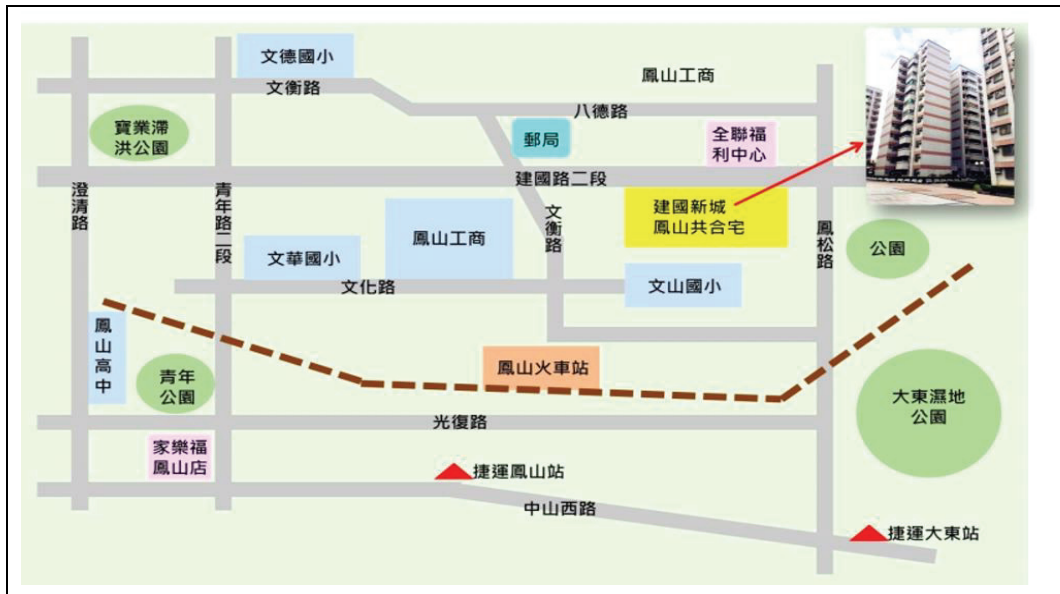 文德國小
文衡路
鳳山工商
八德路
寶業滯
洪公園
郵局
全聯福
利中心
建國路二段
澄清路
青年路二段
文衡路
建國新城
鳳山共合宅
鳳松路
鳳山工商
文華國小
公園
文化路
文山國小
鳳山高中
鳳山火車站
青年
公園
大東濕地
公園
光復路
家樂福
鳳山店
捷運鳳山站
中山西路
捷運大東站